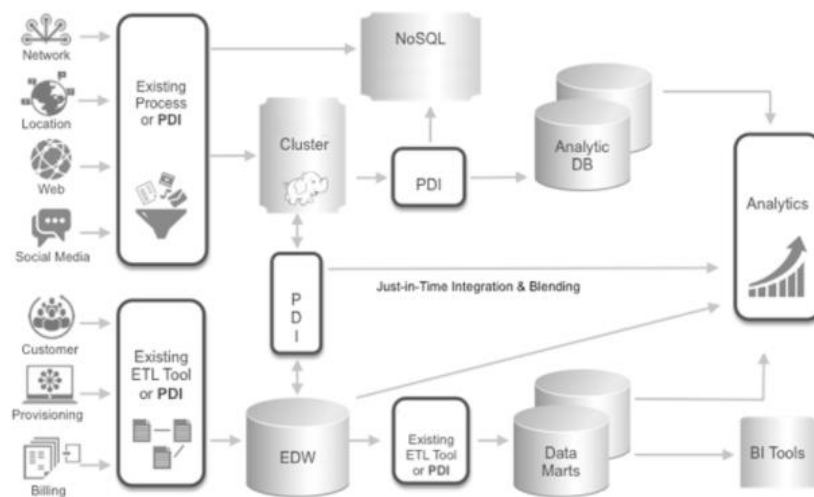 Network
Location
Web
Social Media
Existing
Process
or PDI
NoSQL
Cluster
PDI
Analytic
DB
Analytics
P
D
I
Just-in-Time Integration & Blending
Customer
Provisioning
Billing
Existing
ETL Tool
or PDI
EDW
Existing
ETL Tool
or PDI
Data
Marts
BI Tools